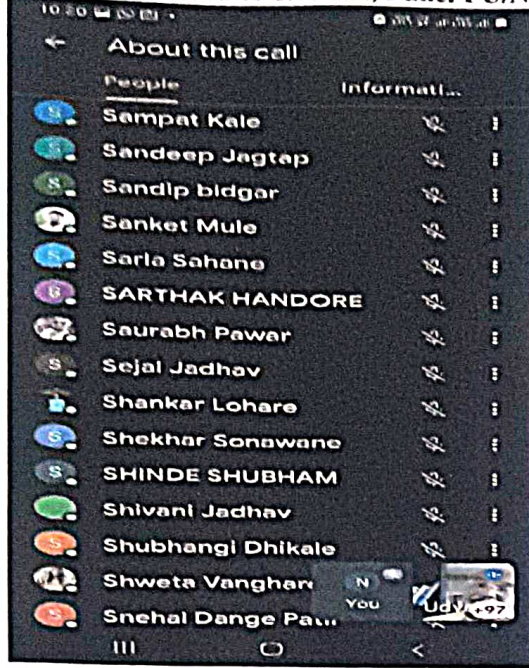 10:20
About this call
People Informati...
S Sampat Kale
S Sandeep Jagtap
S Sandip bidgar
Sanket Mule
S Sarla Sahane
S SARTHAK HANDORE
Saurabh Pawar
S Sejal Jadhav
Shankar Lohare
S Shekhar Sonawane
S SHINDE SHUBHAM
S Shivani Jadhav
S Shubhangi Dhikale
Shweta Vanghare
N
You
+97
S Snehal Dange